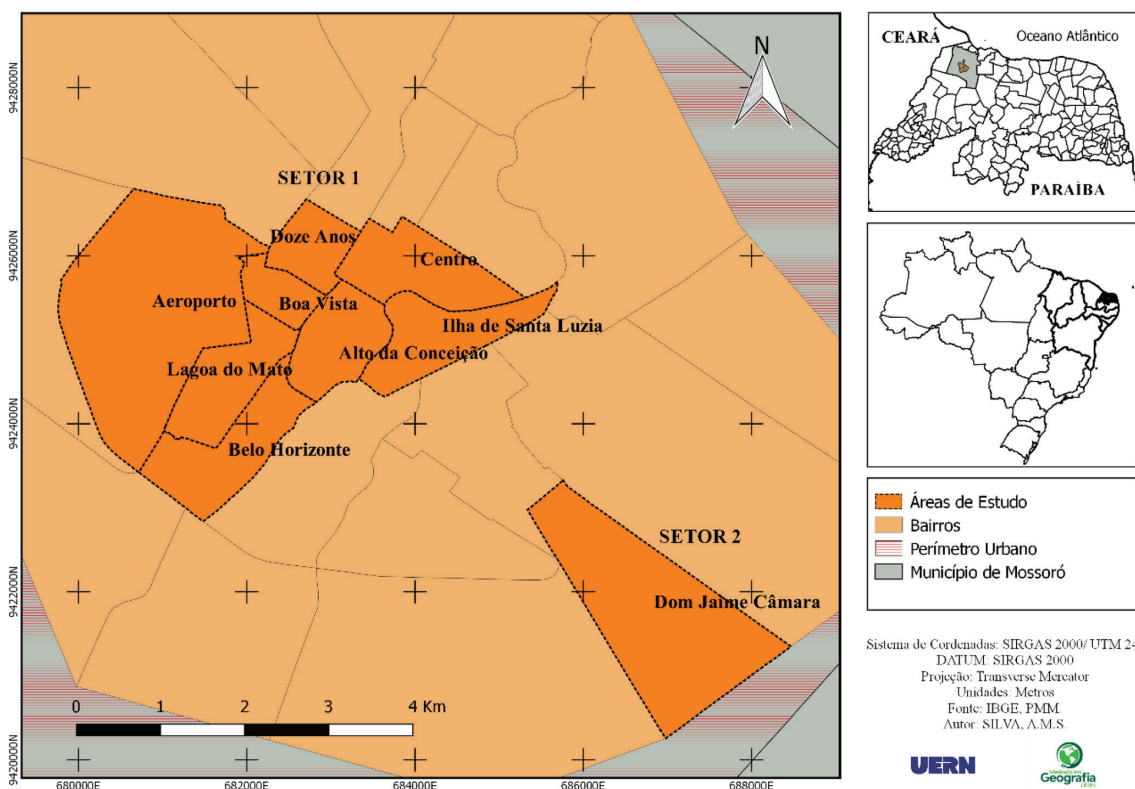 N
SETOR 1
Doze Anos
Centro
Aeroporto
Boa Vista
Ilha de Santa Luzia
Alto da Conceição
Lagoa do Mato
Belo Horizonte
SETOR 2
Dom Jaime Câmara
0 1 2 3 4 Km
9428000N
9426000N
9424000N
9422000N
9420000N
680000E 682000E 684000E 686000E 688000E
CEARÁ
Oceano Atlântico
PARAÍBA
Áreas de Estudo
Bairros
Perímetro Urbano
Município de Mossoró
Sistema de Cordenadas: SIRGAS 2000/ UTM 24
DATUM: SIRGAS 2000
Projeção: Transverse Mercator
Unidades: Metros
Fonte: IBGE, PMM.
Autor: SILVA, A.M.S.
UERN
Mestrado em
Geografia
UERN